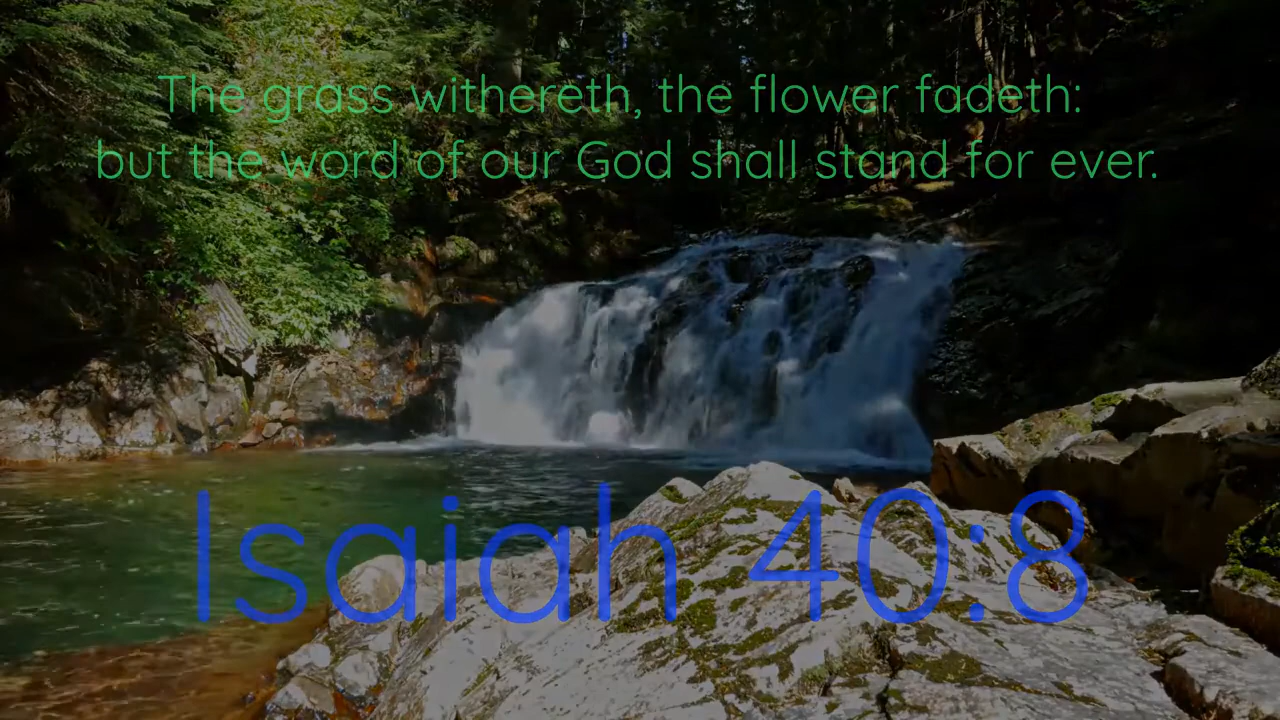 The grass withereth, the flower fadeth:
but the word of our God shall stand for ever.
Isaiah 40:8